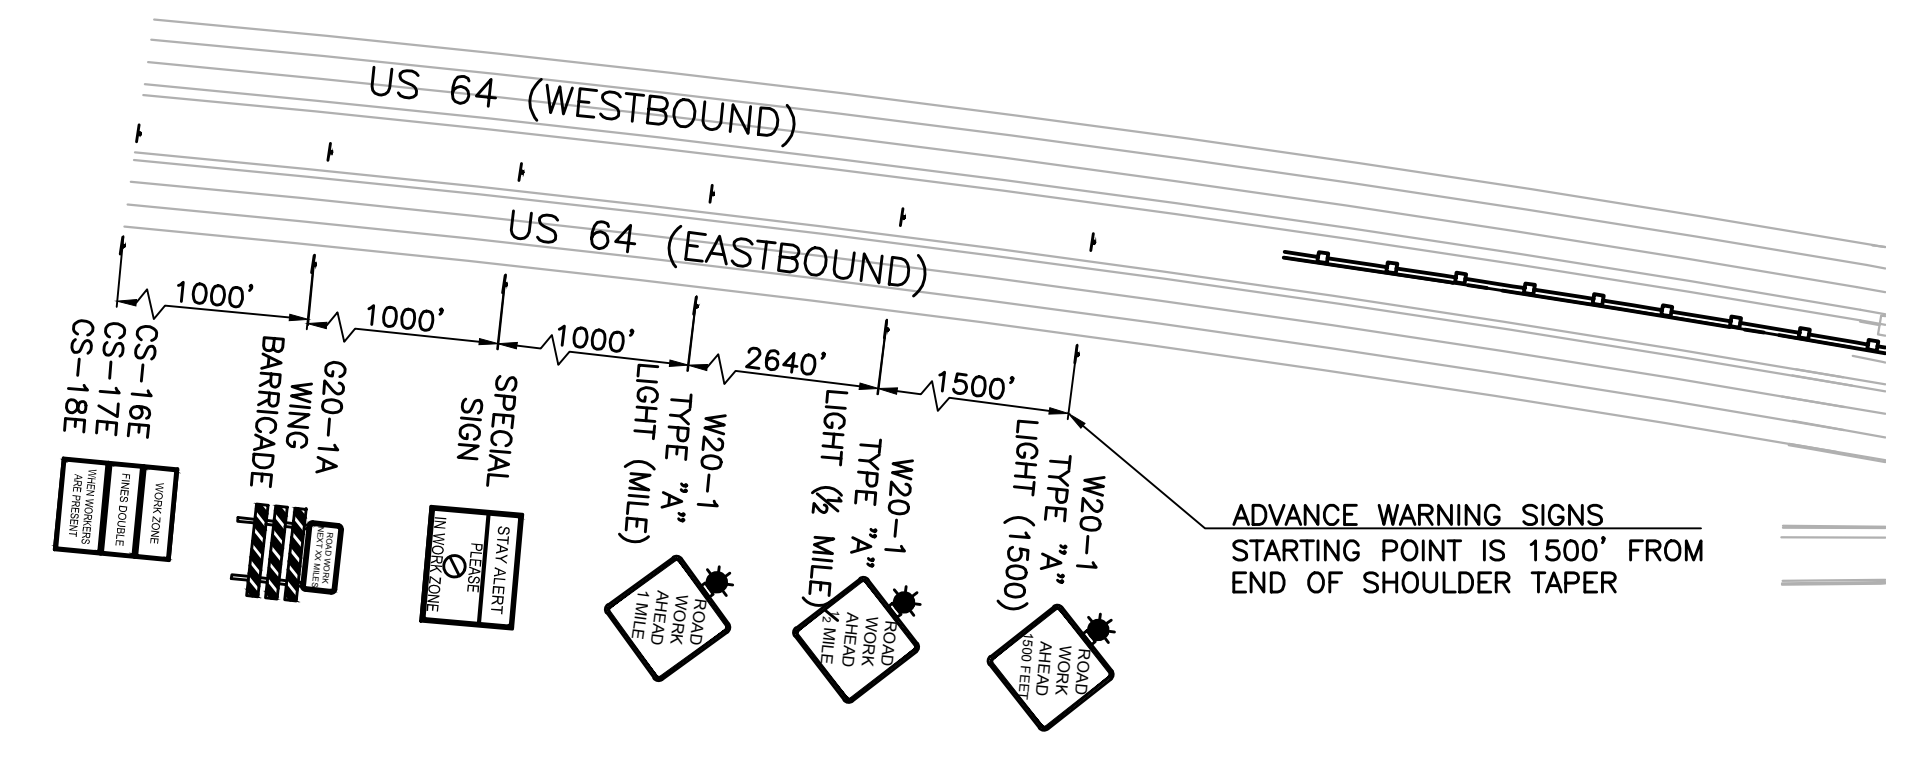 US 64 (WESTBOUND)
US 64 (EASTBOUND)
1000'
1000'
1000'
2640'
1500'
CS-16E
CS-17E
CS-18E
G20-1A
WING
BARRICADE
SPECIAL
SIGN
W20-1
TYPE "A"
LIGHT (MILE)
W20-1
TYPE "A"
LIGHT (½ MILE)
W20-1
TYPE "A"
LIGHT (1500)
WORK ZONE
FINES DOUBLE
WHEN WORKERS
ARE PRESENT
ROAD WORK
NEXT XX MILES
STAY ALERT
PLEASE
IN WORK ZONE
ROAD
WORK
AHEAD
1 MILE
ROAD
WORK
AHEAD
½ MILE
ROAD
WORK
AHEAD
1500 FEET
ADVANCE WARNING SIGNS
STARTING POINT IS 1500' FROM
END OF SHOULDER TAPER